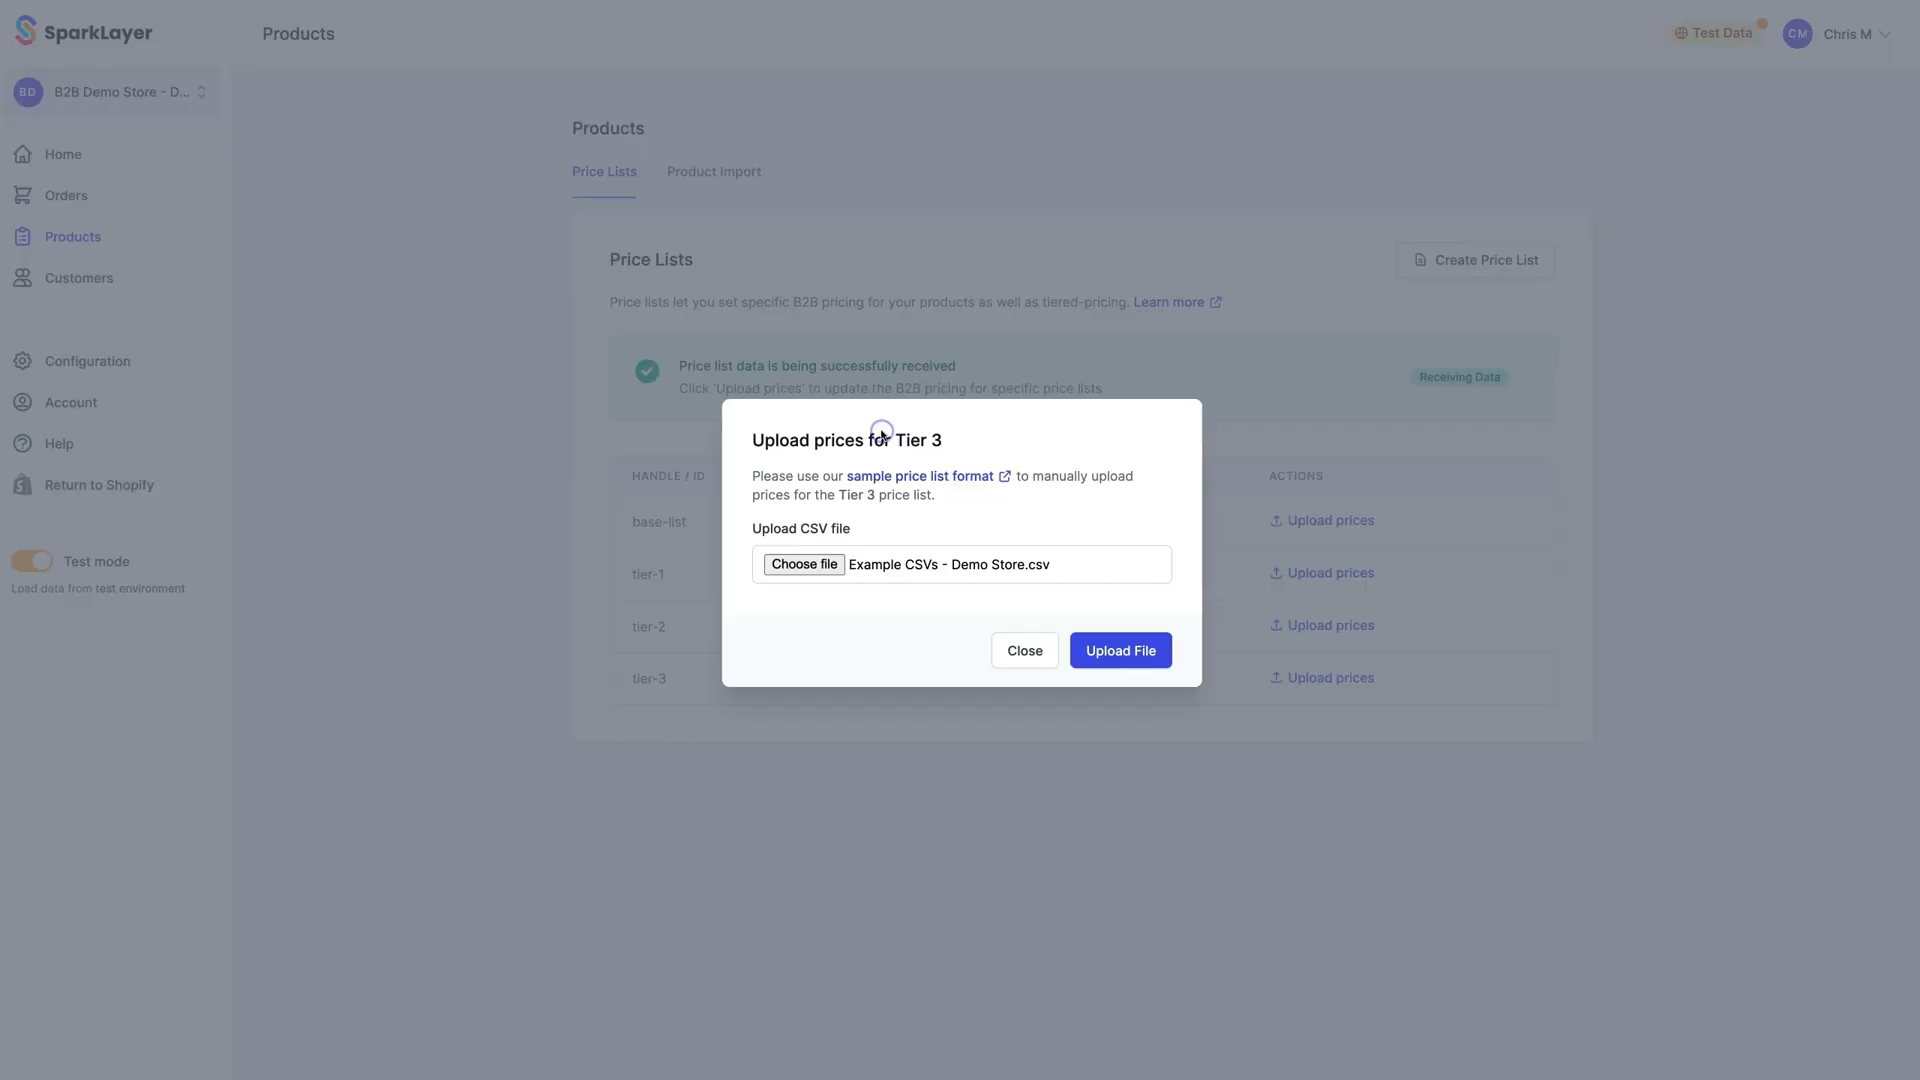 SparkLayer
Products
Test Data
CM
Chris M
BD
B2B Demo Store - D...
Home
Orders
Products
Customers
Configuration
Account
Help
Return to Shopify
Test mode
Load data from test environment
Products
Price Lists
Product Import
Price Lists
Create Price List
Price lists let you set specific B2B pricing for your products as well as tiered-pricing. Learn more
Price list data is being successfully received
Click 'Upload prices' to update the B2B pricing for specific price lists
Receiving Data
HANDLE / ID
ACTIONS
base-list
Upload prices
tier-1
Upload prices
tier-2
Upload prices
tier-3
Upload prices
Upload prices for Tier 3
Please use our sample price list format to manually upload
prices for the Tier 3 price list.
Upload CSV file
Choose file Example CSVs - Demo Store.csv
Close
Upload File